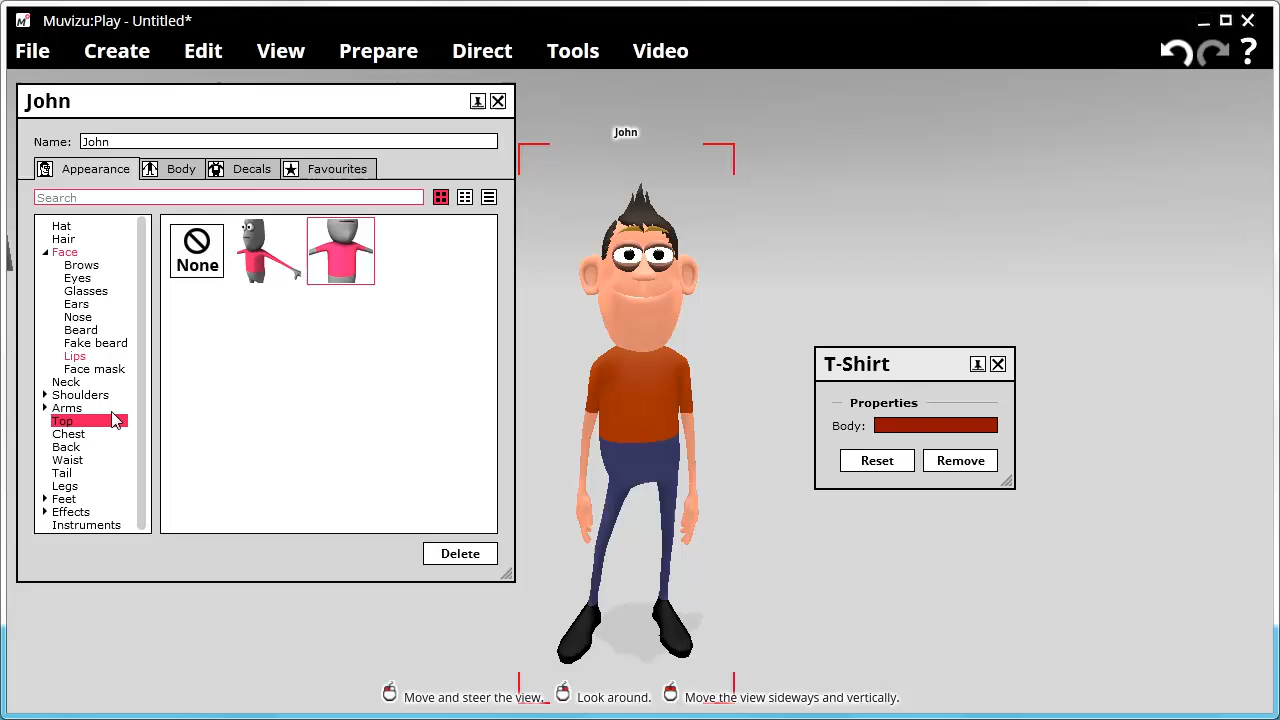 Muvizu:Play - Untitled*
File Create Edit View Prepare Direct Tools Video ?
John
Name: John
Appearance Body Decals Favourites
Search
Hat
Hair
Face
Brows
Eyes
Glasses
Ears
Nose
Beard
Fake beard
Lips
Face mask
Neck
Shoulders
Arms
Top
Chest
Back
Waist
Tail
Legs
Feet
Effects
Instruments
None
Delete
John
T-Shirt
Properties
Body:
Reset Remove
Move and steer the view. Look around. Move the view sideways and vertically.